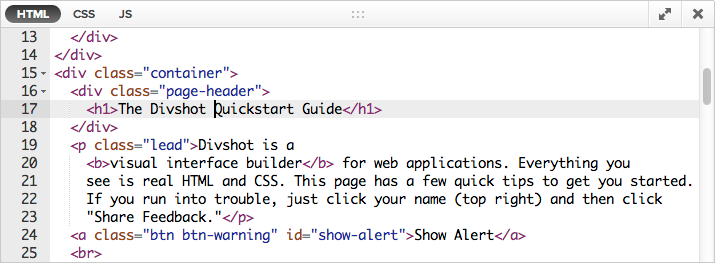 HTML CSS JS
13 </div>
14 </div>
15 <div class="container">
16 <div class="page-header">
17 <h1>The Divshot Quickstart Guide</h1>
18 </div>
19 <p class="lead">Divshot is a
20 <b>visual interface builder</b> for web applications. Everything you
21 see is real HTML and CSS. This page has a few quick tips to get you started.
22 If you run into trouble, just click your name (top right) and then click
23 "Share Feedback."</p>
24 <a class="btn btn-warning" id="show-alert">Show Alert</a>
25 <br>